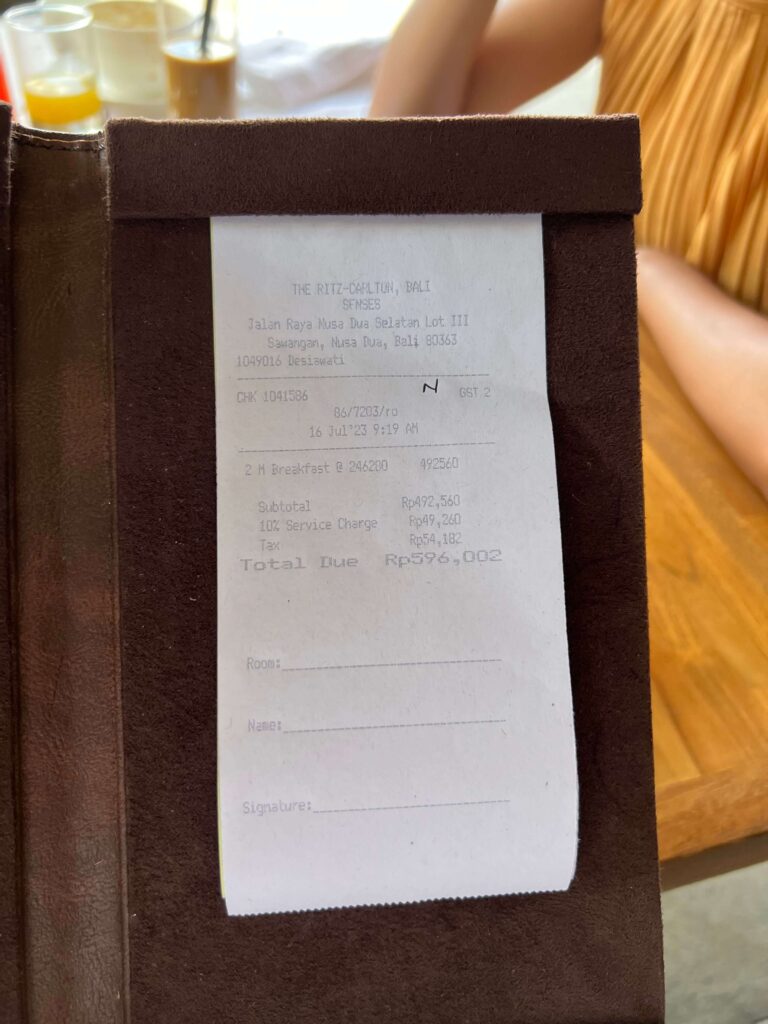 THE RITZ-CARLTON, BALI
SENSES
Jalan Raya Nusa Dua Selatan Lot III
Sawangan, Nusa Dua, Bali 80363
1049016 Desiawati
CHK 1041586 N GST 2
86/7203/ro
16 Jul'23 9:19 AM
2 M Breakfast @ 246200 492560
Subtotal Rp492,560
10% Service Charge Rp49,260
Tax Rp54,182
Total Due Rp596,002
Room:
Name:
Signature: